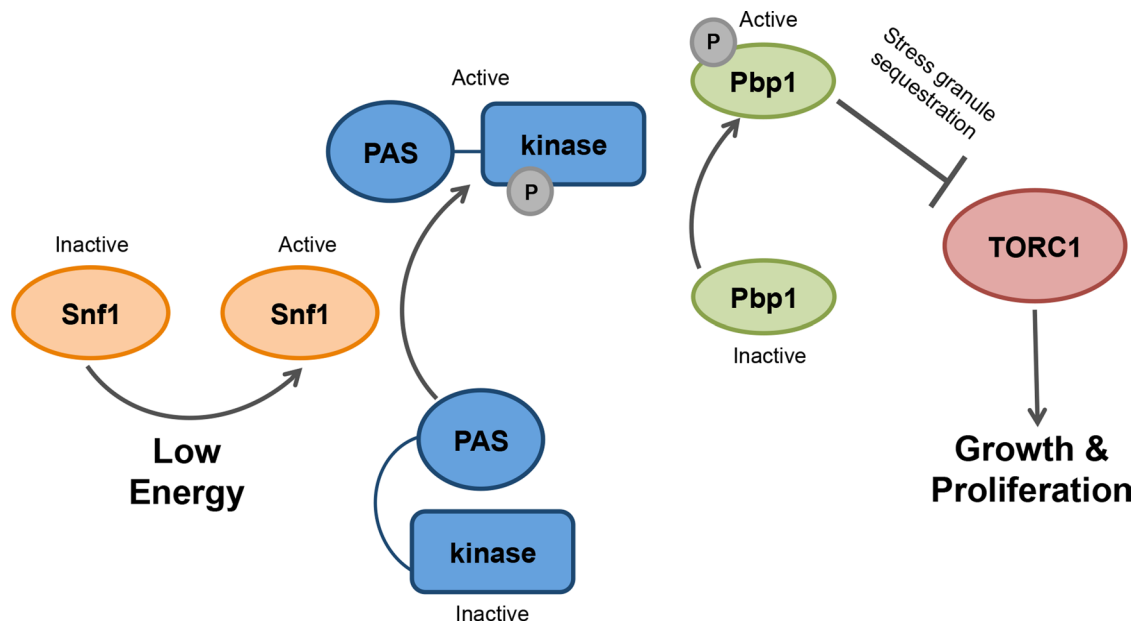 Inactive
Snf1
Active
Snf1
Low
Energy
Active
PAS
kinase
P
PAS
kinase
Inactive
Active
P
Pbp1
Pbp1
Inactive
Stress granule
sequestration
TORC1
Growth &
Proliferation